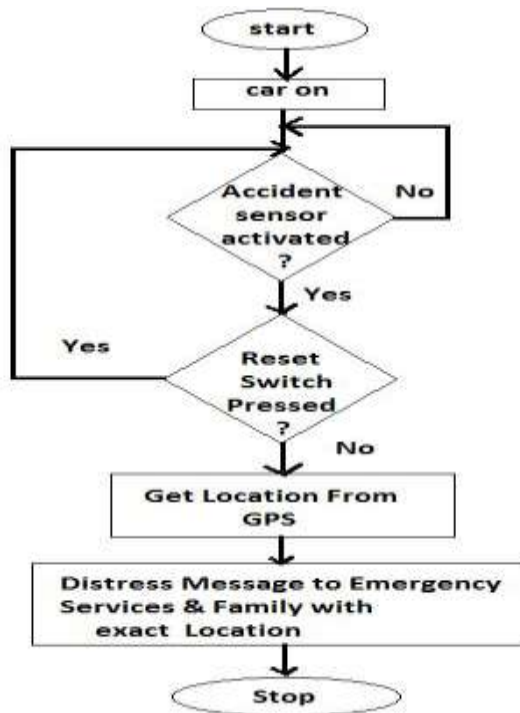 start
car on
Accident
sensor
activated
?
No
Yes
Yes
Reset
Switch
Pressed
?
No
Get Location From
GPS
Distress Message to Emergency
Services & Family with
exact Location
Stop